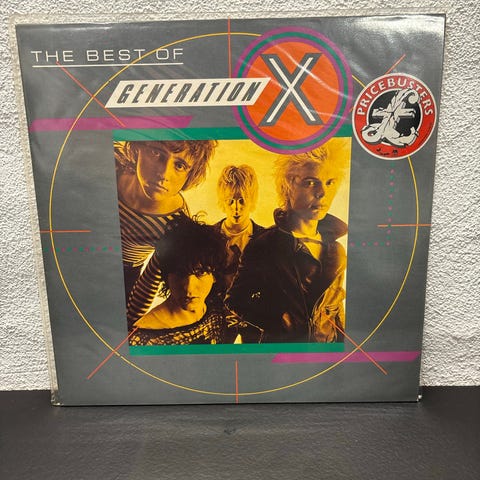 THE BEST OF
GENERATION
X
PRICEBUSTERS
£